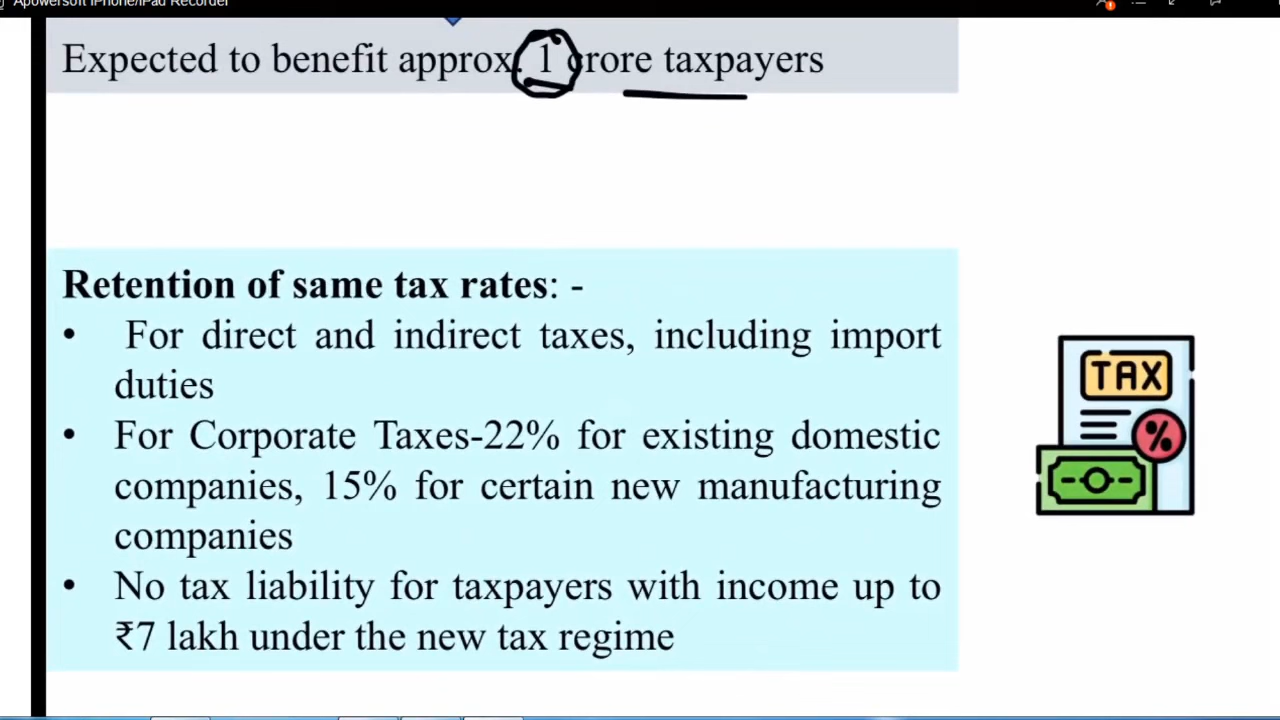 Apowersoft iPhone/iPad Recorder
Expected to benefit approx. 1 crore taxpayers
Retention of same tax rates: -
• For direct and indirect taxes, including import
duties
• For Corporate Taxes-22% for existing domestic
companies, 15% for certain new manufacturing
companies
• No tax liability for taxpayers with income up to
₹7 lakh under the new tax regime
TAX
%